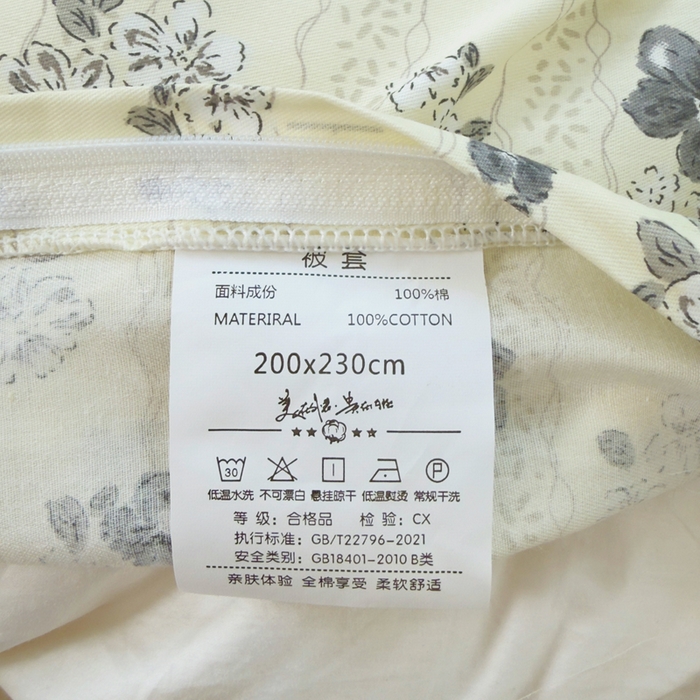 被套
面料成份 100%棉
MATERIRAL 100%COTTON
200x230cm
30
低温水洗 不可漂白 悬挂晾干 低温熨烫 常规干洗
等 级：合格品 检 验：CX
执行标准：GB/T22796-2021
安全类别：GB18401-2010 B类
亲肤体验 全棉享受 柔软舒适